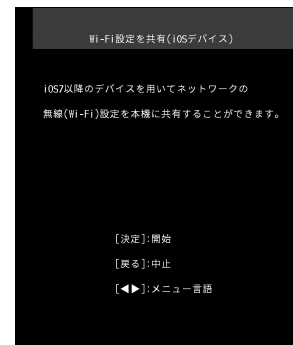 Wi-Fi設定を共有(iOSデバイス)
iOS7以降のデバイスを用いてネットワークの
無線(Wi-Fi)設定を本機に共有することができます。
[決定]:開始
[戻る]:中止
[◀▶]:メニュー言語